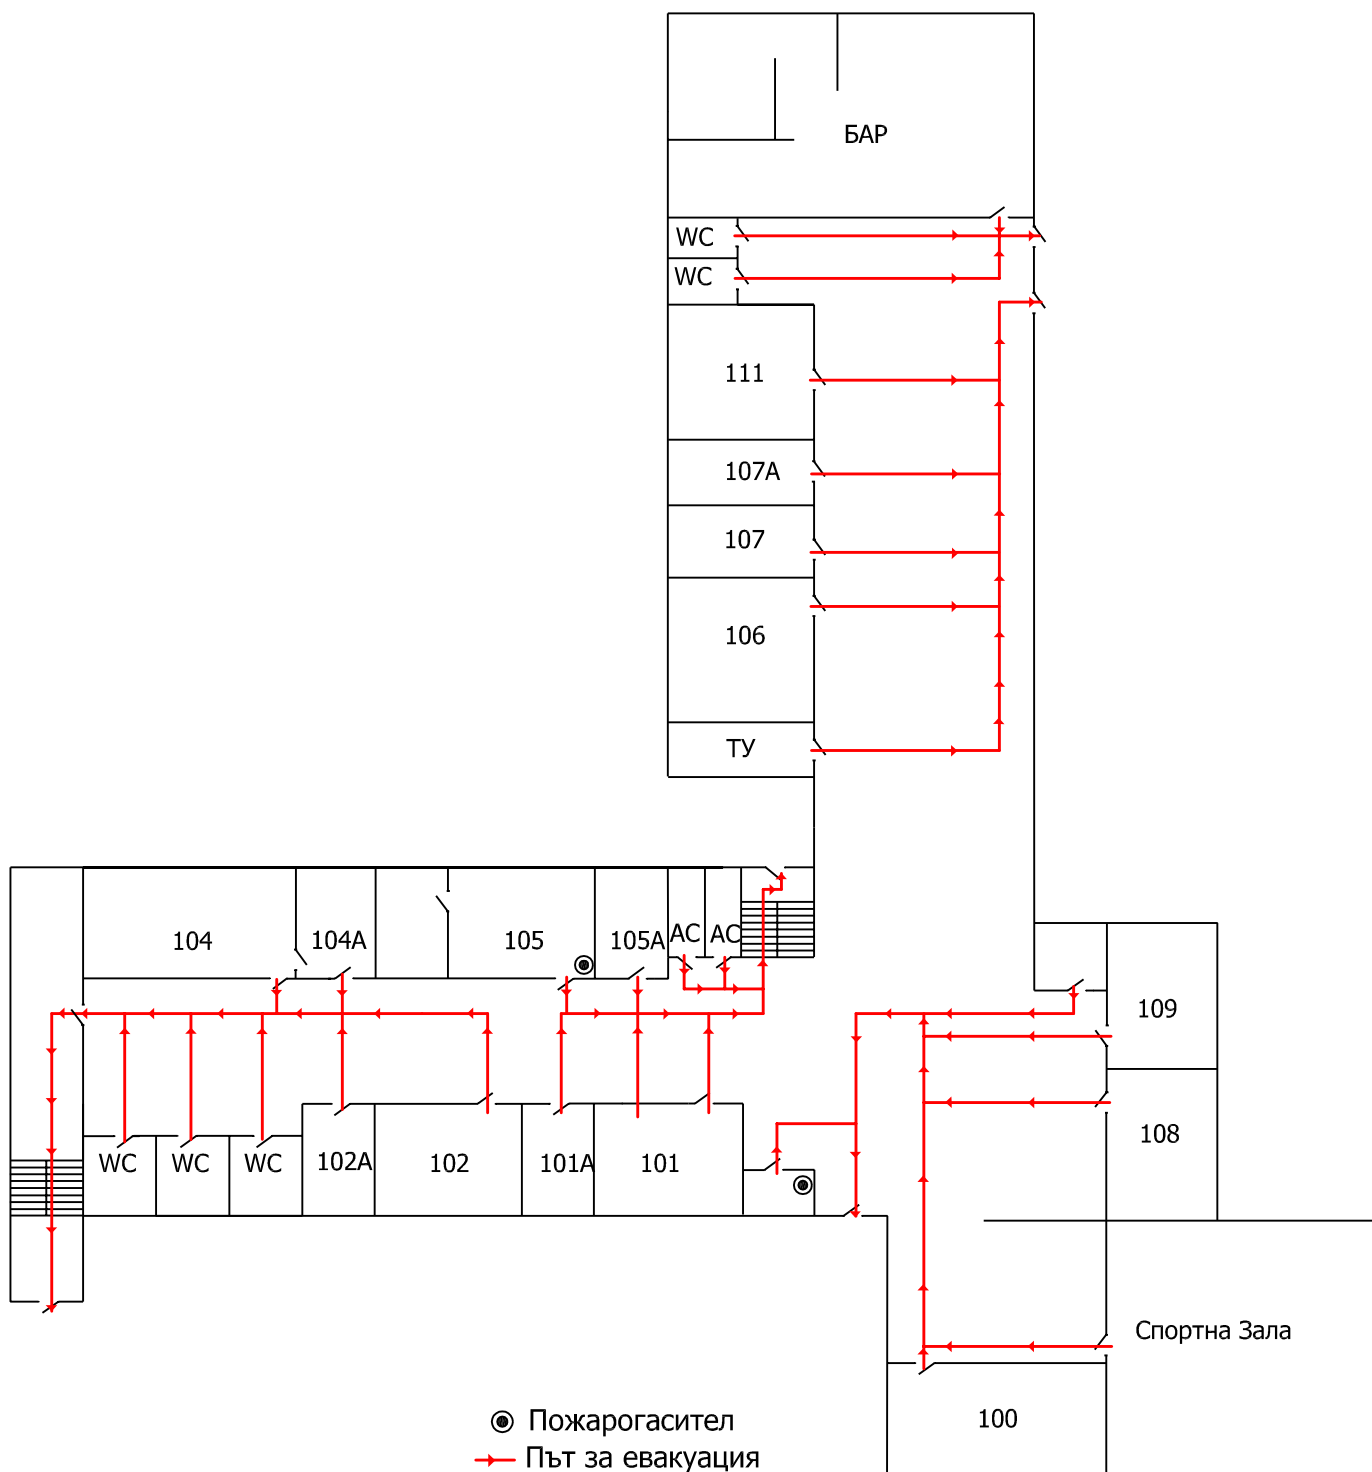 БАР
WC
WC
111
107А
107
106
ТУ
104
104А
105
105А
АС
АС
109
108
WC
WC
WC
102А
102
101А
101
Спортна Зала
100
Пожарогасител
Път за евакуация